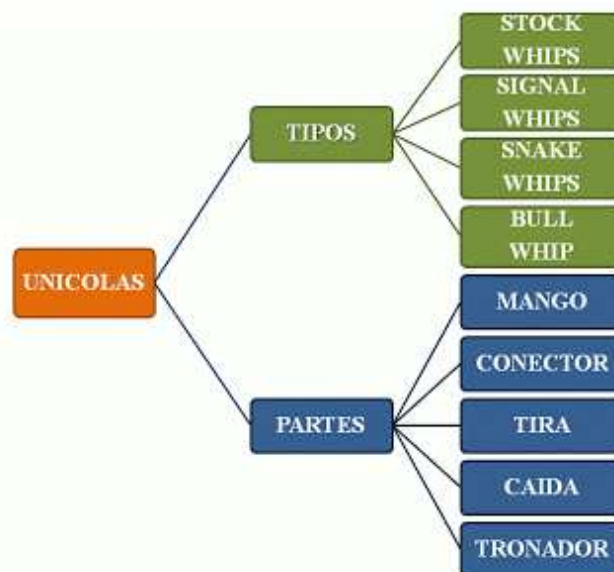 UNICOLAS
TIPOS
STOCK
WHIPS
SIGNAL
WHIPS
SNAKE
WHIPS
BULL
WHIP
PARTES
MANGO
CONECTOR
TIRA
CAIDA
TRONADOR